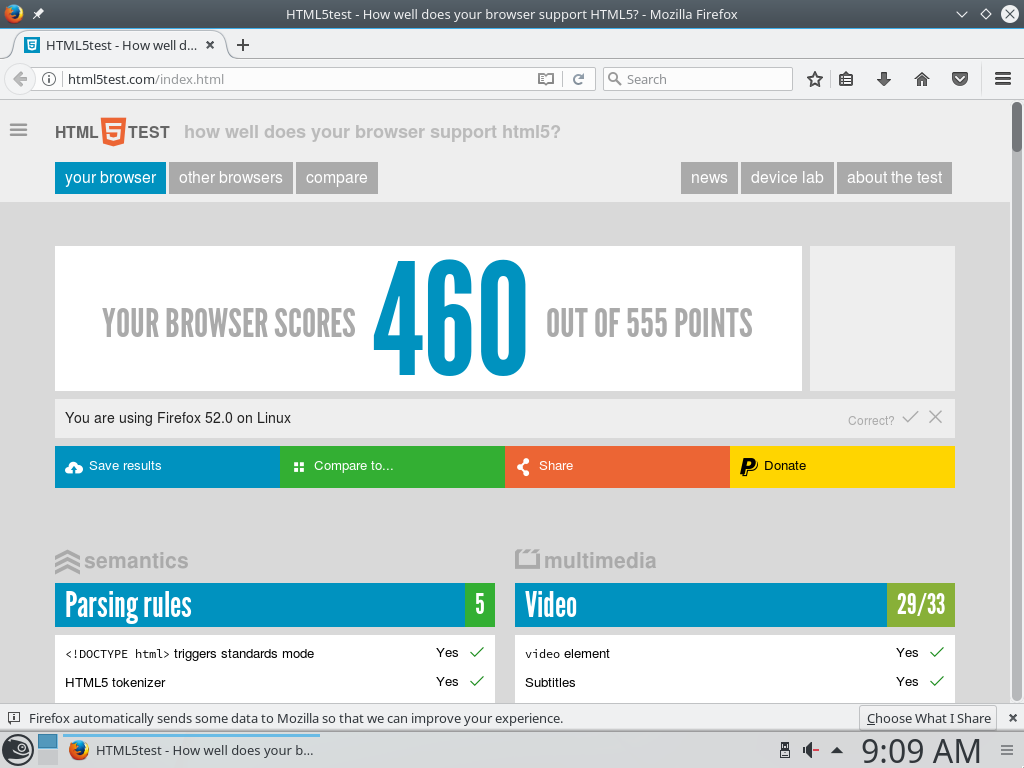 HTML5test - How well does your browser support HTML5? - Mozilla Firefox
HTML5test - How well d...
html5test.com/index.html
Search
HTML 5 TEST how well does your browser support html5?
your browser other browsers compare news device lab about the test
YOUR BROWSER SCORES 460 OUT OF 555 POINTS
You are using Firefox 52.0 on Linux Correct?
Save results Compare to... Share Donate
semantics multimedia
Parsing rules 5 Video 29/33
<!DOCTYPE html> triggers standards mode Yes video element Yes
HTML5 tokenizer Yes Subtitles Yes
Firefox automatically sends some data to Mozilla so that we can improve your experience. Choose What I Share
HTML5test - How well does your b... 9:09 AM